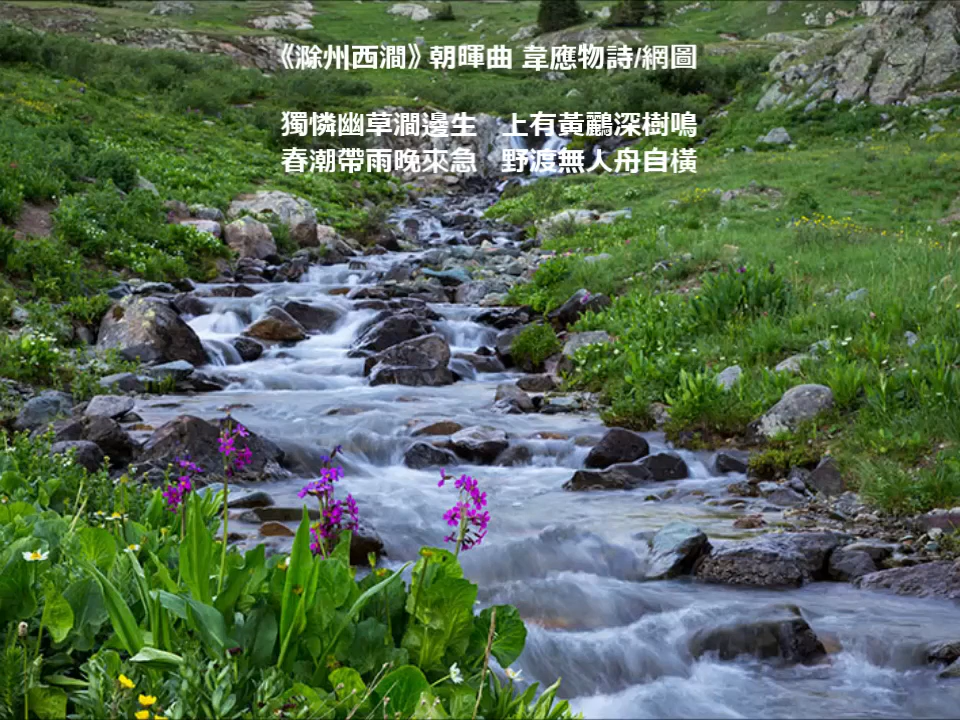 《滁州西澗》朝暉曲 韋應物詩/網圖
獨憐幽草澗邊生 上有黃鸝深樹鳴
春潮帶雨晚來急 野渡無人舟自橫